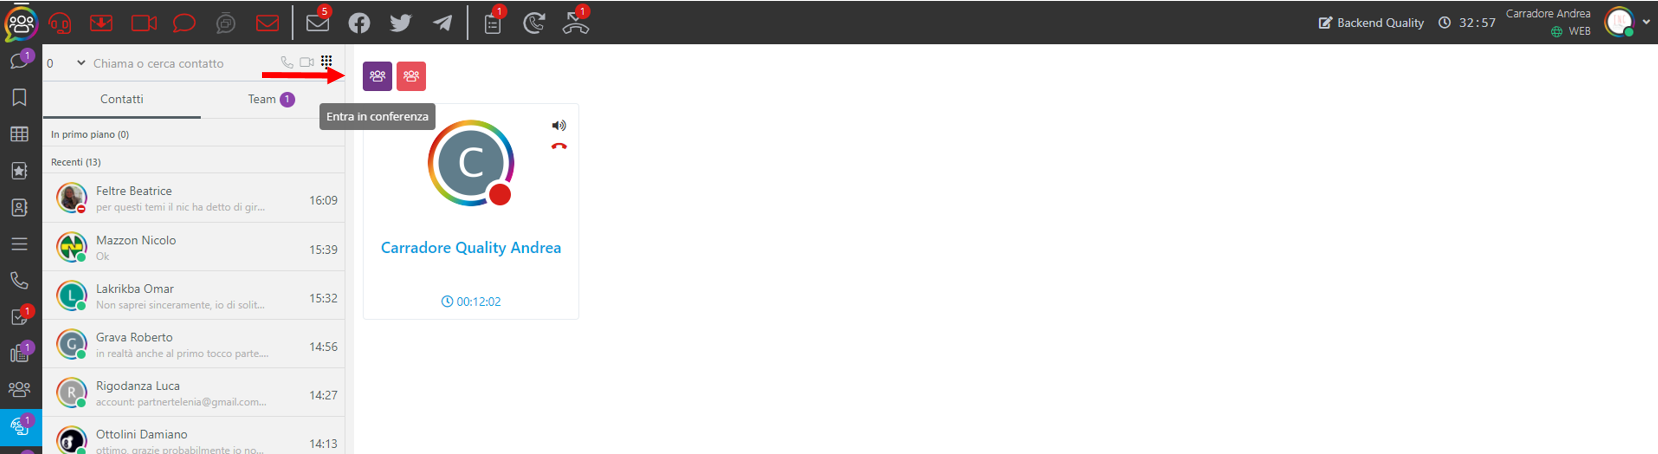 5
1
1
Backend Quality
32:57
Carradore Andrea
WEB
1
0
Chiama o cerca contatto
Contatti
Team 1
Entra in conferenza
In primo piano (0)
Recenti (13)
Feltre Beatrice
per questi temi il nic ha detto di gir...
16:09
Mazzon Nicolo
Ok
15:39
L
Lakrikba Omar
Non saprei sinceramente, io di solit...
15:32
G
Grava Roberto
in realtà anche al primo tocco parte....
14:56
R
Rigodanza Luca
account: partnertelenia@gmail.com...
14:27
Ottolini Damiano
ottimo, grazie probabilmente io no...
14:13
1
1
1
C
Carradore Quality Andrea
00:12:02